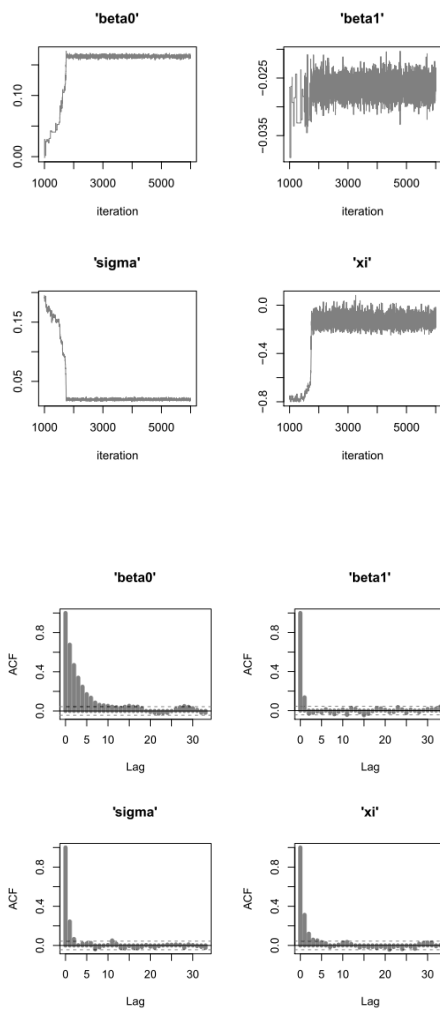 'beta0' 'beta1'
0.10
0.00
1000 3000 5000
iteration
−0.025
−0.035
1000 3000 5000
iteration
'sigma' 'xi'
0.15
0.05
1000 3000 5000
iteration
0.0
−0.4
−0.8
1000 3000 5000
iteration
'beta0' 'beta1'
ACF
0.8
0.4
0.0
0 5 10 20 30
Lag
ACF
0.8
0.4
0.0
0 5 10 20 30
Lag
'sigma' 'xi'
ACF
0.8
0.4
0.0
0 5 10 20 30
Lag
ACF
0.8
0.4
0.0
0 5 10 20 30
Lag